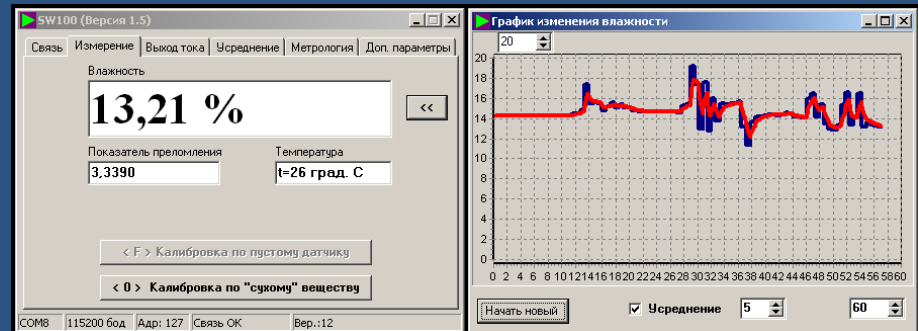 SW100 (Версия 1.5)
Связь Измерение Выход тока Усреднение Метрология Доп. параметры
Влажность
13,21 %
<<
Показатель преломления Температура
3,3390 t=26 град. С
< F > Калибровка по пустому датчику
< 0 > Калибровка по "сухому" веществу
COM8 115200 бод Адр: 127 Связь ОК Вер.:12
График изменения влажности
20
20
18
16
14
12
10
8
6
4
2
0
0 2 4 6 8 10 12 14 16 18 20 22 24 26 28 30 32 34 36 38 40 42 44 46 48 50 52 54 56 58 60
Начать новый Усреднение 5 60